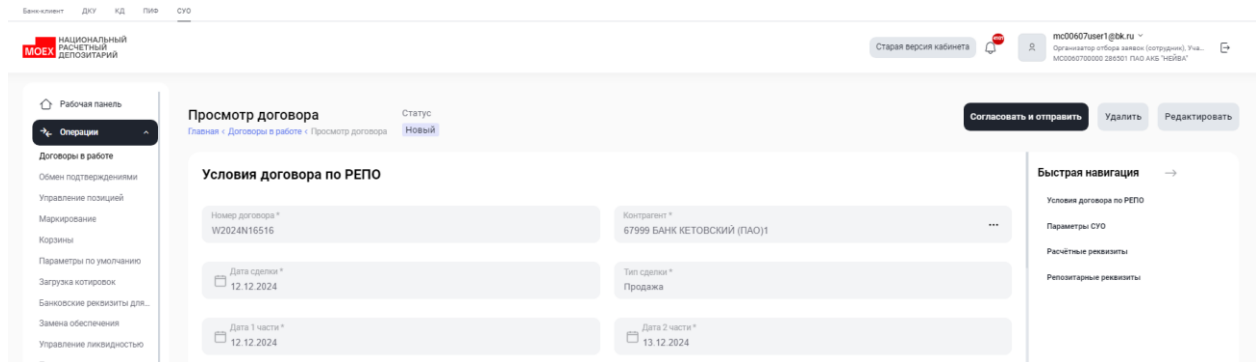 Банк-клиент ДКУ КД ПИФ СУО
MOEX НАЦИОНАЛЬНЫЙ
РАСЧЕТНЫЙ
ДЕПОЗИТАРИЙ
Старая версия кабинета
mc00607user1@bk.ru
Организатор отбора заявок (сотрудник), Уча...
MC0060700000 286501 ПАО АКБ "НЕЙВА"
Рабочая панель
Операции
Договоры в работе
Обмен подтверждениями
Управление позицией
Маркирование
Корзины
Параметры по умолчанию
Загрузка котировок
Банковские реквизиты для...
Замена обеспечения
Управление ликвидностью
Просмотр договора
Главная < Договоры в работе < Просмотр договора
Статус
Новый
Согласовать и отправить Удалить Редактировать
Условия договора по РЕПО
Номер договора *
W2024N16516
Контрагент *
67999 БАНК КЕТОВСКИЙ (ПАО)1 ...
Дата сделки *
12.12.2024
Тип сделки *
Продажа
Дата 1 части *
12.12.2024
Дата 2 части *
13.12.2024
Быстрая навигация →
Условия договора по РЕПО
Параметры СУО
Расчётные реквизиты
Репозитарные реквизиты